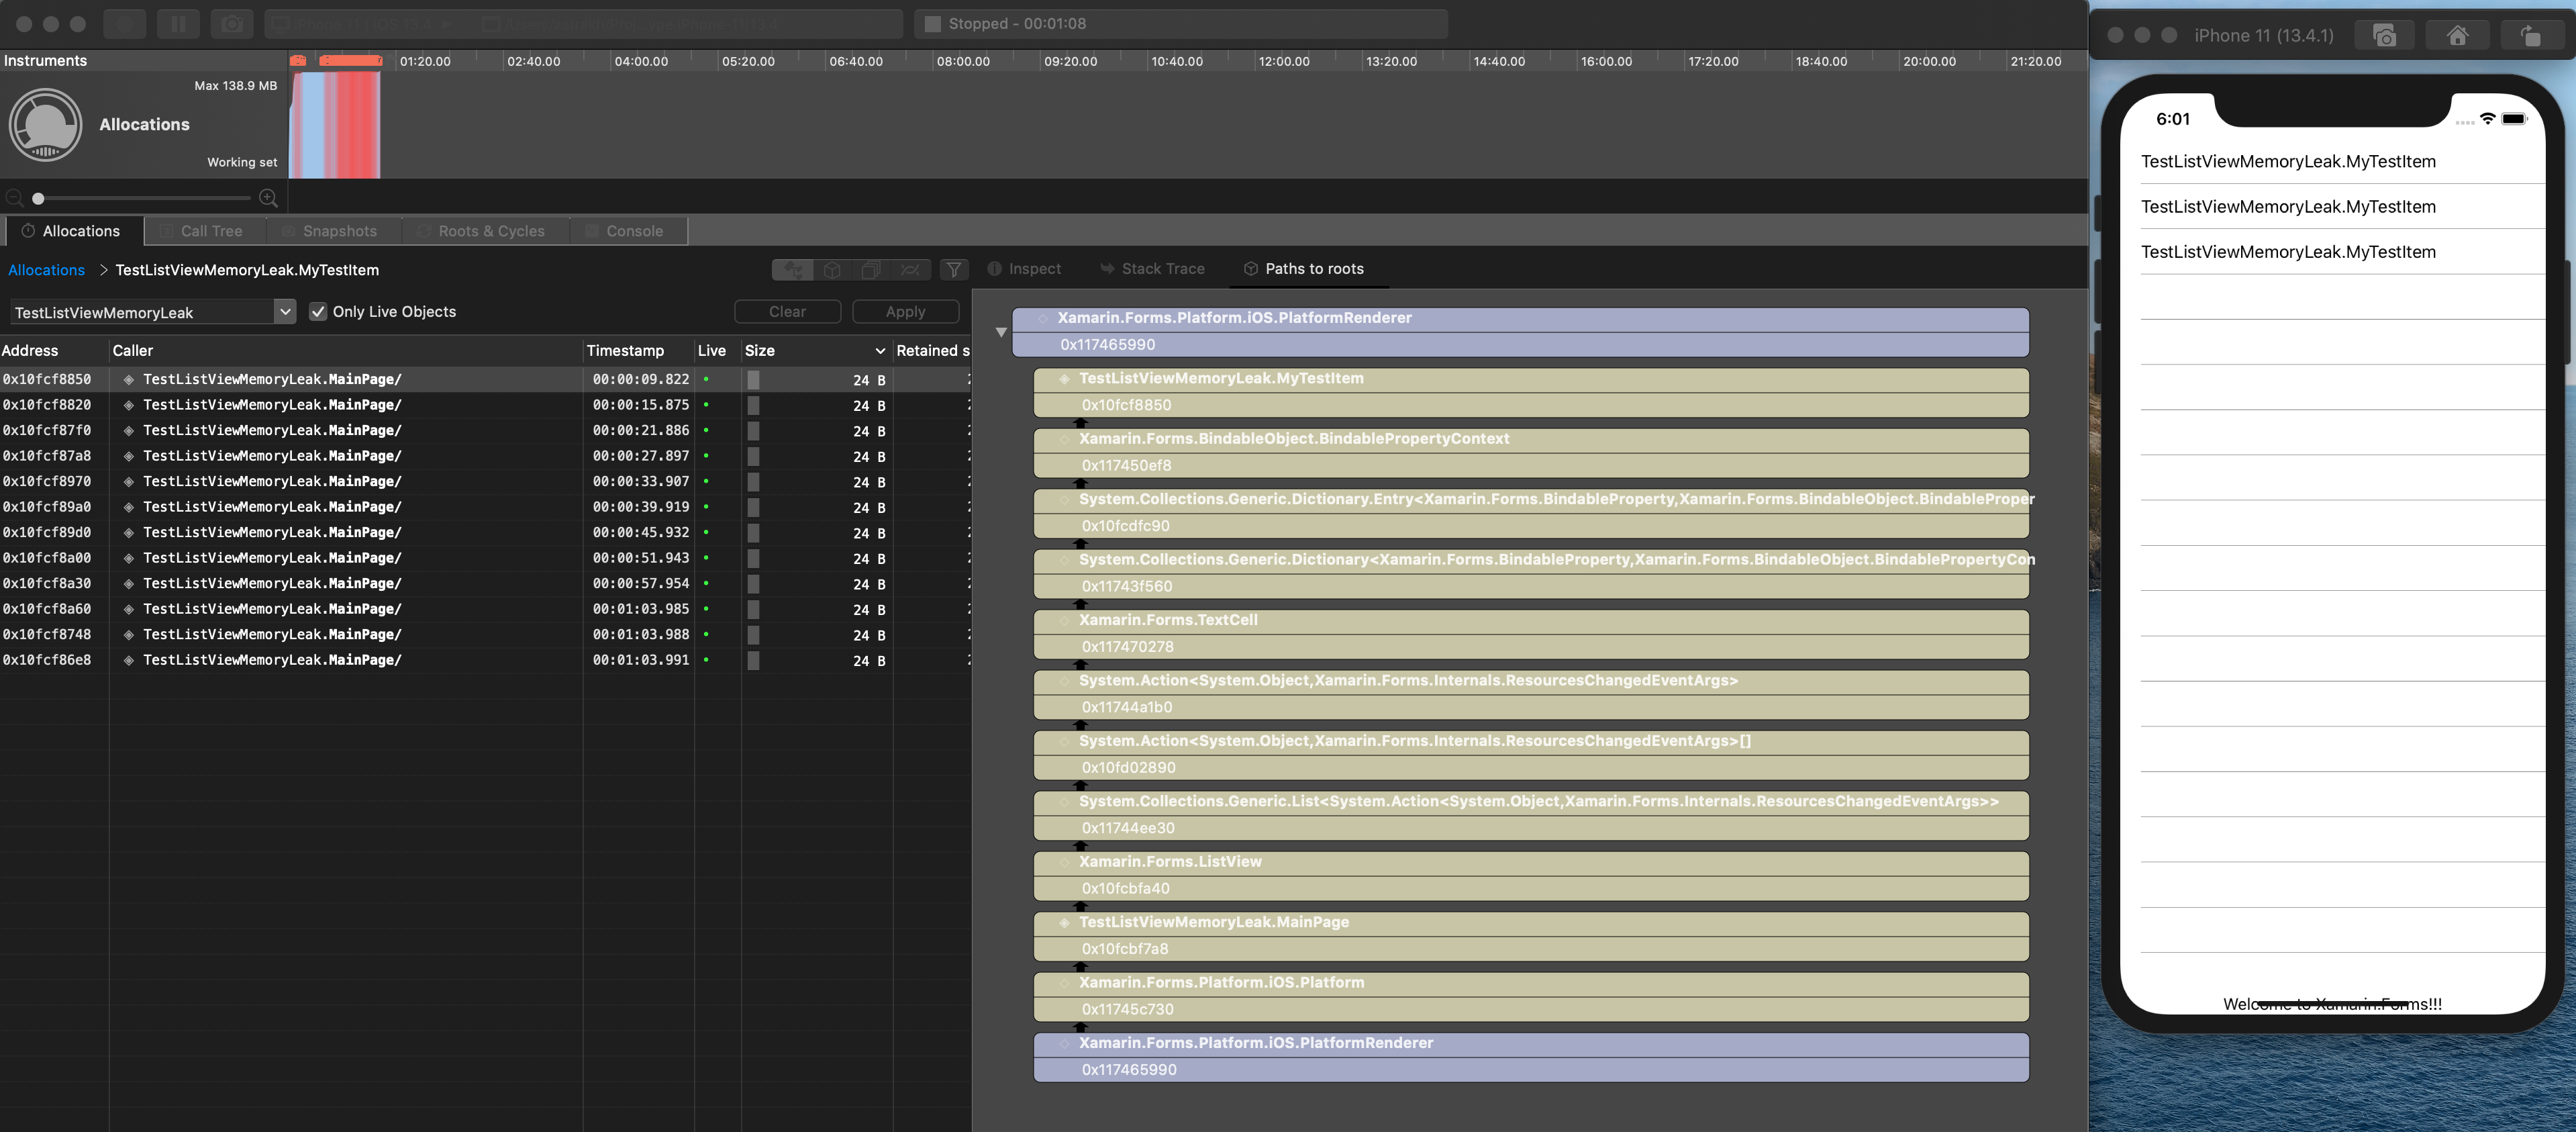 Stopped - 00:01:08
iPhone 11 (13.4.1)
Instruments
01:20.00 02:40.00 04:00.00 05:20.00 06:40.00 08:00.00 09:20.00 10:40.00 12:00.00 13:20.00 14:40.00 16:00.00 17:20.00 18:40.00 20:00.00 21:20.00
Max 138.9 MB
Allocations
Working set
Allocations Call Tree Snapshots Roots & Cycles Console
Allocations > TestListViewMemoryLeak.MyTestItem
TestListViewMemoryLeak Only Live Objects Clear Apply
Address Caller Timestamp Live Size Retained s
0x10fcf8850 TestListViewMemoryLeak.MainPage/ 00:00:09.822 24 B
0x10fcf8820 TestListViewMemoryLeak.MainPage/ 00:00:15.875 24 B
0x10fcf87f0 TestListViewMemoryLeak.MainPage/ 00:00:21.886 24 B
0x10fcf87a8 TestListViewMemoryLeak.MainPage/ 00:00:27.897 24 B
0x10fcf8970 TestListViewMemoryLeak.MainPage/ 00:00:33.907 24 B
0x10fcf89a0 TestListViewMemoryLeak.MainPage/ 00:00:39.919 24 B
0x10fcf89d0 TestListViewMemoryLeak.MainPage/ 00:00:45.932 24 B
0x10fcf8a00 TestListViewMemoryLeak.MainPage/ 00:00:51.943 24 B
0x10fcf8a30 TestListViewMemoryLeak.MainPage/ 00:00:57.954 24 B
0x10fcf8a60 TestListViewMemoryLeak.MainPage/ 00:01:03.985 24 B
0x10fcf8748 TestListViewMemoryLeak.MainPage/ 00:01:03.988 24 B
0x10fcf86e8 TestListViewMemoryLeak.MainPage/ 00:01:03.991 24 B
Inspect Stack Trace Paths to roots
Xamarin.Forms.Platform.iOS.PlatformRenderer
0x117465990
TestListViewMemoryLeak.MyTestItem
0x10fcf8850
Xamarin.Forms.BindableObject.BindablePropertyContext
0x117450ef8
System.Collections.Generic.Dictionary.Entry<Xamarin.Forms.BindableProperty,Xamarin.Forms.BindableObject.BindableProper
0x10fcdfc90
System.Collections.Generic.Dictionary<Xamarin.Forms.BindableProperty,Xamarin.Forms.BindableObject.BindablePropertyCon
0x11743f560
Xamarin.Forms.TextCell
0x117470278
System.Action<System.Object,Xamarin.Forms.Internals.ResourcesChangedEventArgs>
0x11744a1b0
System.Action<System.Object,Xamarin.Forms.Internals.ResourcesChangedEventArgs>[]
0x10fd02890
System.Collections.Generic.List<System.Action<System.Object,Xamarin.Forms.Internals.ResourcesChangedEventArgs>>
0x11744ee30
Xamarin.Forms.ListView
0x10fcbfa40
TestListViewMemoryLeak.MainPage
0x10fcbf7a8
Xamarin.Forms.Platform.iOS.Platform
0x11745c730
Xamarin.Forms.Platform.iOS.PlatformRenderer
0x117465990
6:01
TestListViewMemoryLeak.MyTestItem
TestListViewMemoryLeak.MyTestItem
TestListViewMemoryLeak.MyTestItem
Welcome to Xamarin.Forms!!!